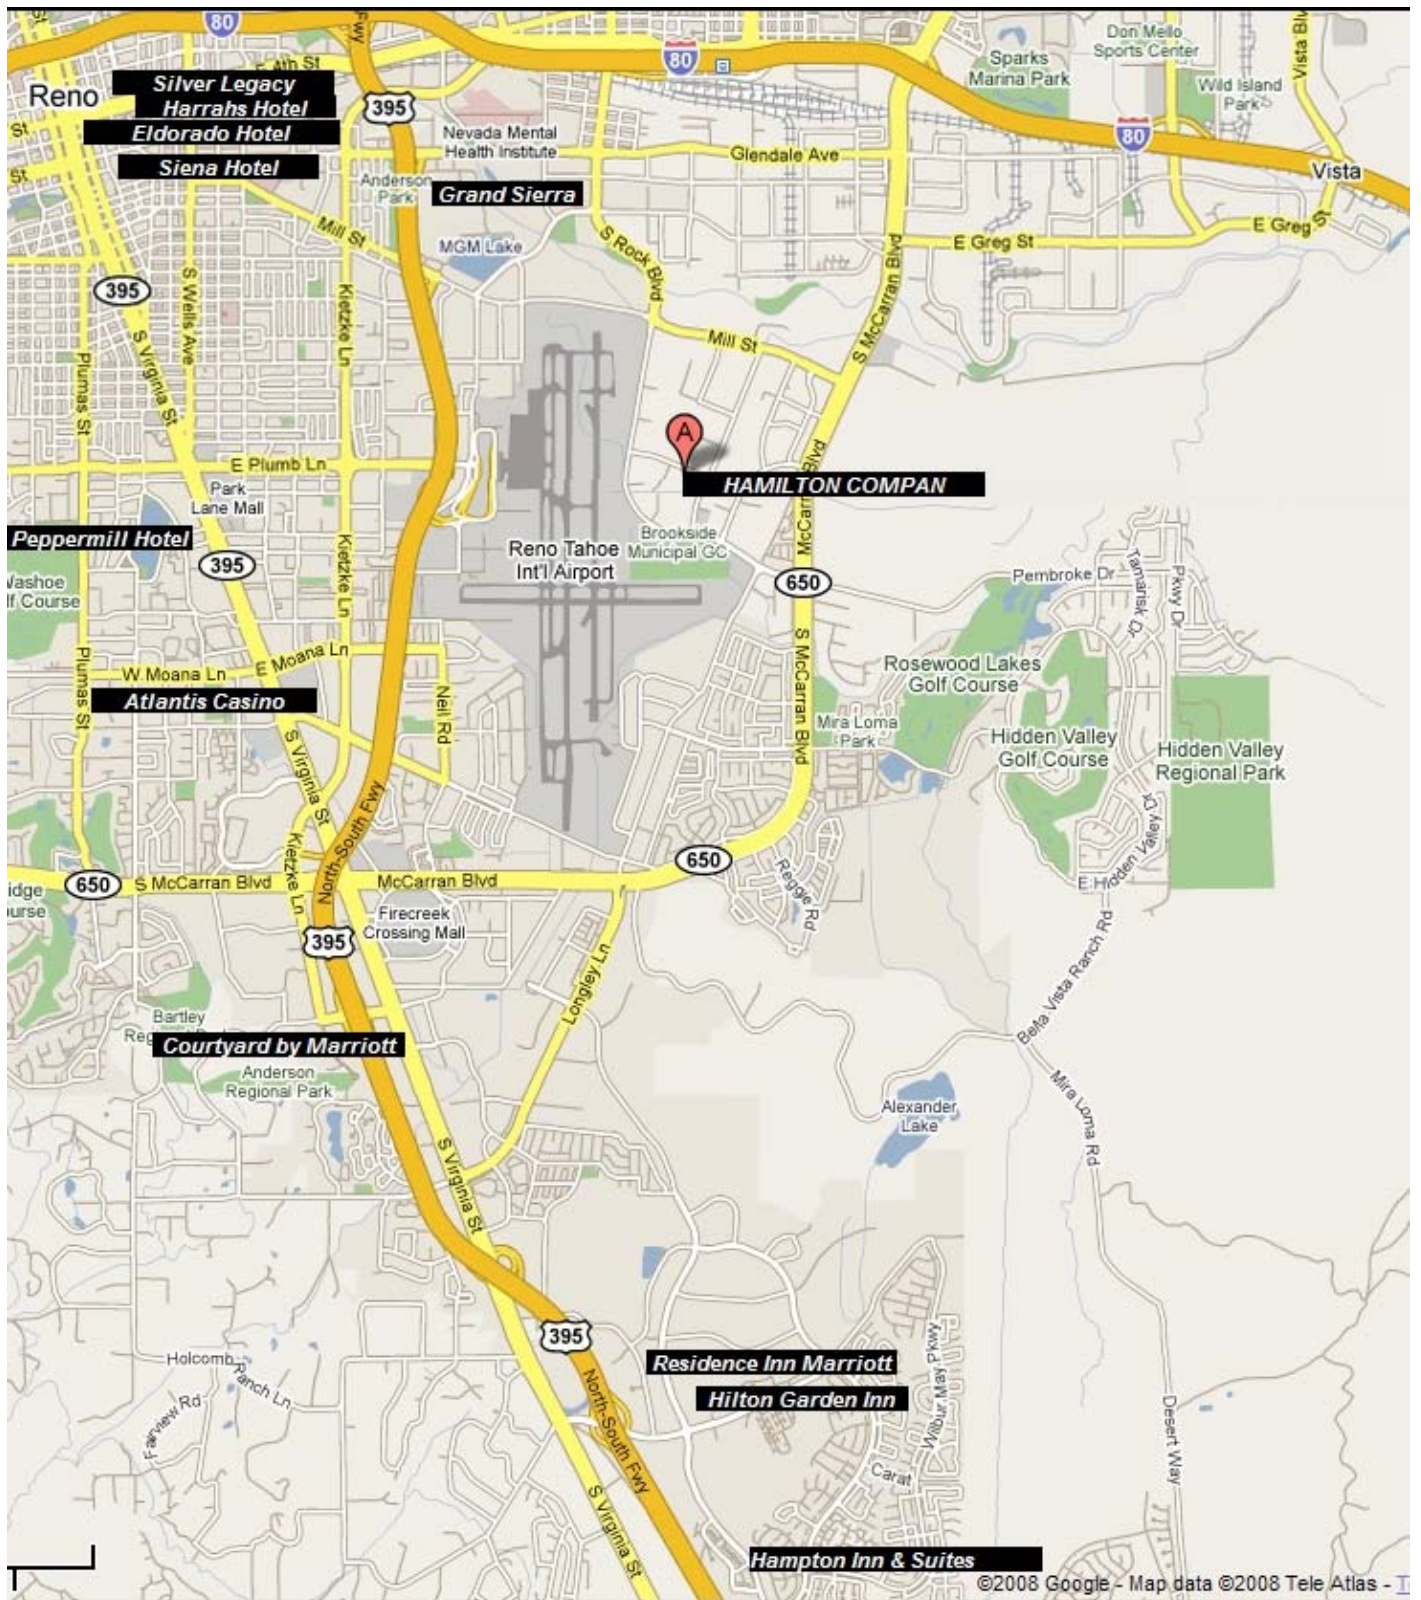 80
Fwy
Don Mello
Sports Center
Vista Blv
E 4th St
80
Sparks
Marina Park
Silver Legacy
Wild Island
Park
Reno
Harrahs Hotel
395
St
Eldorado Hotel
Nevada Mental
Health Institute
80
Glendale Ave
Siena Hotel
St
Vista
Anderson
Park
Grand Sierra
Mill St
MGM Lake
S Rock Blvd
E Greg St
E Greg St
395
S Wells Ave
Kietzke Ln
S McCarran Blvd
S Virginia St
Mill St
Plumas St
A
E Plumb Ln
Park
Lane Mall
HAMILTON COMPAN
McCarran Blvd
Peppermill Hotel
Brookside
Municipal GC
Reno Tahoe
Int'l Airport
395
Kietzke Ln
Washoe
lf Course
650
Pembroke Dr
Tamarisk Dr
Pkwy Dr
E Moana Ln
W Moana Ln
Plumas St
S McCarran Blvd
Rosewood Lakes
Golf Course
Atlantis Casino
Neil Rd
Mira Loma
Park
Hidden Valley
Golf Course
Hidden Valley
Regional Park
S Virginia St
North-South Fwy
Kietzke Ln
650
E Hidden Valley Dr
650
S McCarran Blvd
McCarran Blvd
Reggie Rd
idge
urse
Firecreek
Crossing Mall
395
Longley Ln
Bella Vista Ranch Rd
Bartley
Reg
Courtyard by Marriott
Anderson
Regional Park
Mira Loma Rd
Alexander
Lake
S Virginia St
395
Holcomb Ranch Ln
Residence Inn Marriott
Wilbur May Pkwy
Fairview Rd
North-South Fwy
Hilton Garden Inn
Desert Way
Carat
S Virginia St
Hampton Inn & Suites
©2008 Google - Map data ©2008 Tele Atlas -